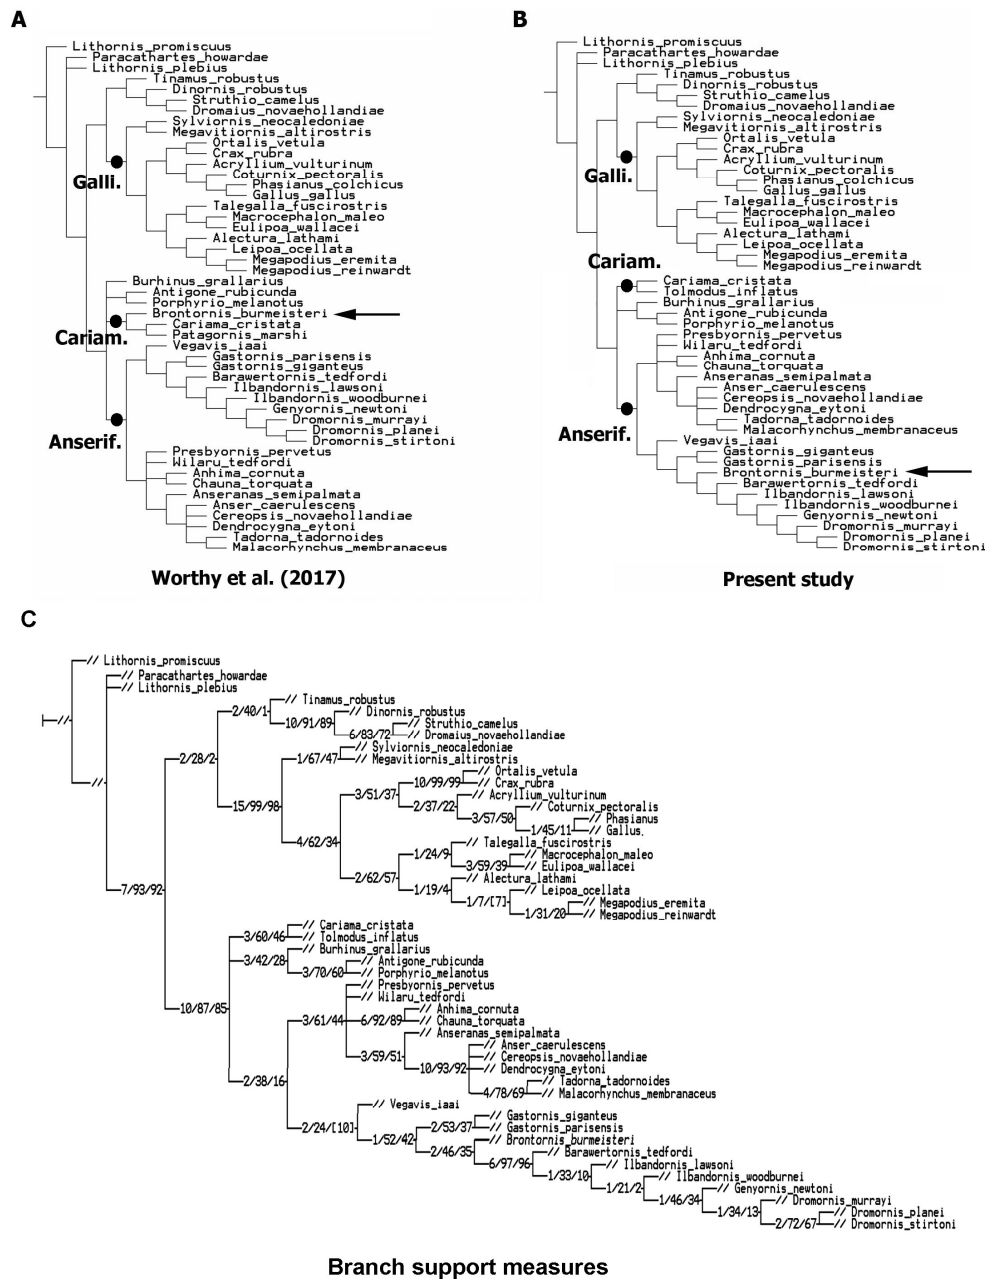 A
Lithornis_promiscuus
Paracathartes_howardae
Lithornis_plebius
Tinamus_robustus
Dinornis_robustus
Struthio_camelus
Dromaius_novaehollandiae
Sylviornis_neocaledoniae
Megavitiornis_altirostris
Ortalis_vetula
Crax_rubra
Acryllium_vulturinum
Coturnix_pectoralis
Galli.
Phasianus_colchicus
Gallus_gallus
Talegalla_fuscirostris
Macrocephalon_maleo
Eulipoa_wallacei
Alectura_lathami
Leipoa_ocellata
Megapodius_eremita
Megapodius_reinwardt
Burhinus_grallarius
Antigone_rubicunda
Porphyrio_melanotus
Brontornis_burmeisteri
Cariama_cristata
Cariam.
Patagornis_marshi
Vegavis_iaai
Gastornis_parisensis
Gastornis_giganteus
Barawertornis_tedfordi
Ilbandornis_lawsoni
Ilbandornis_woodburnei
Genyornis_newtoni
Dromornis_murrayi
Dromornis_planei
Anserif.
Dromornis_stirtoni
Presbyornis_pervetus
Wilaru_tedfordi
Anhima_cornuta
Chauna_torquata
Anseranas_semipalmata
Anser_caerulescens
Cereopsis_novaehollandiae
Dendrocygna_eytoni
Tadorna_tadornoides
Malacorhynchus_membranaceus
Worthy et al. (2017)
B
Lithornis_promiscuus
Paracathartes_howardae
Lithornis_plebius
Tinamus_robustus
Dinornis_robustus
Struthio_camelus
Dromaius_novaehollandiae
Sylviornis_neocaledoniae
Megavitiornis_altirostris
Ortalis_vetula
Crax_rubra
Acryllium_vulturinum
Coturnix_pectoralis
Galli.
Phasianus_colchicus
Gallus_gallus
Talegalla_fuscirostris
Macrocephalon_maleo
Eulipoa_wallacei
Alectura_lathami
Leipoa_ocellata
Megapodius_eremita
Cariam.
Megapodius_reinwardt
Cariama_cristata
Tolmodus_inflatus
Burhinus_grallarius
Antigone_rubicunda
Porphyrio_melanotus
Presbyornis_pervetus
Wilaru_tedfordi
Anhima_cornuta
Chauna_torquata
Anseranas_semipalmata
Anser_caerulescens
Cereopsis_novaehollandiae
Dendrocygna_eytoni
Tadorna_tadornoides
Anserif.
Malacorhynchus_membranaceus
Vegavis_iaai
Gastornis_giganteus
Gastornis_parisensis
Brontornis_burmeisteri
Barawertornis_tedfordi
Ilbandornis_lawsoni
Ilbandornis_woodburnei
Genyornis_newtoni
Dromornis_murrayi
Dromornis_planei
Dromornis_stirtoni
Present study
C
// Lithornis_promiscuus
// Paracathartes_howardae
// Lithornis_plebius
// Tinamus_robustus
2/40/1 // Dinornis_robustus
10/91/89 // Struthio_camelus
6/83/72 // Dromaius_novaehollandiae
// Sylviornis_neocaledoniae
2/28/2 1/67/47 // Megavitiornis_altirostris
// Ortalis_vetula
// 10/99/99 // Crax_rubra
3/51/37 // Acryllium_vulturinum
15/99/98 2/37/22 // Coturnix_pectoralis
3/57/50 // Phasianus
1/45/11 // Gallus.
4/62/34 // Talegalla_fuscirostris
1/24/9 // Macrocephalon_maleo
3/59/39 // Eulipoa_wallacei
2/62/57 // Alectura_lathami
7/93/92 1/19/4 // Leipoa_ocellata
1/7/[7] // Megapodius_eremita
1/31/20 // Megapodius_reinwardt
// Cariama_cristata
3/60/46 // Tolmodus_inflatus
// Burhinus_grallarius
3/42/28 // Antigone_rubicunda
3/70/60 // Porphyrio_melanotus
// Presbyornis_pervetus
// Wilaru_tedfordi
10/87/85 // Anhima_cornuta
3/61/44 6/92/89 // Chauna_torquata
// Anseranas_semipalmata
// Anser_caerulescens
3/59/51 // Cereopsis_novaehollandiae
10/93/92 // Dendrocygna_eytoni
2/38/16 // Tadorna_tadornoides
4/78/69 // Malacorhynchus_membranaceus
// Vegavis_iaai
// Gastornis_giganteus
2/24/[10] 2/53/37 // Gastornis_parisensis
1/52/42 // Brontornis_burmeisteri
2/46/35 // Barawertornis_tedfordi
6/97/96 // Ilbandornis_lawsoni
1/33/10 // Ilbandornis_woodburnei
1/21/2 // Genyornis_newtoni
1/46/34 // Dromornis_murrayi
1/34/13 // Dromornis_planei
2/72/67 // Dromornis_stirtoni
Branch support measures